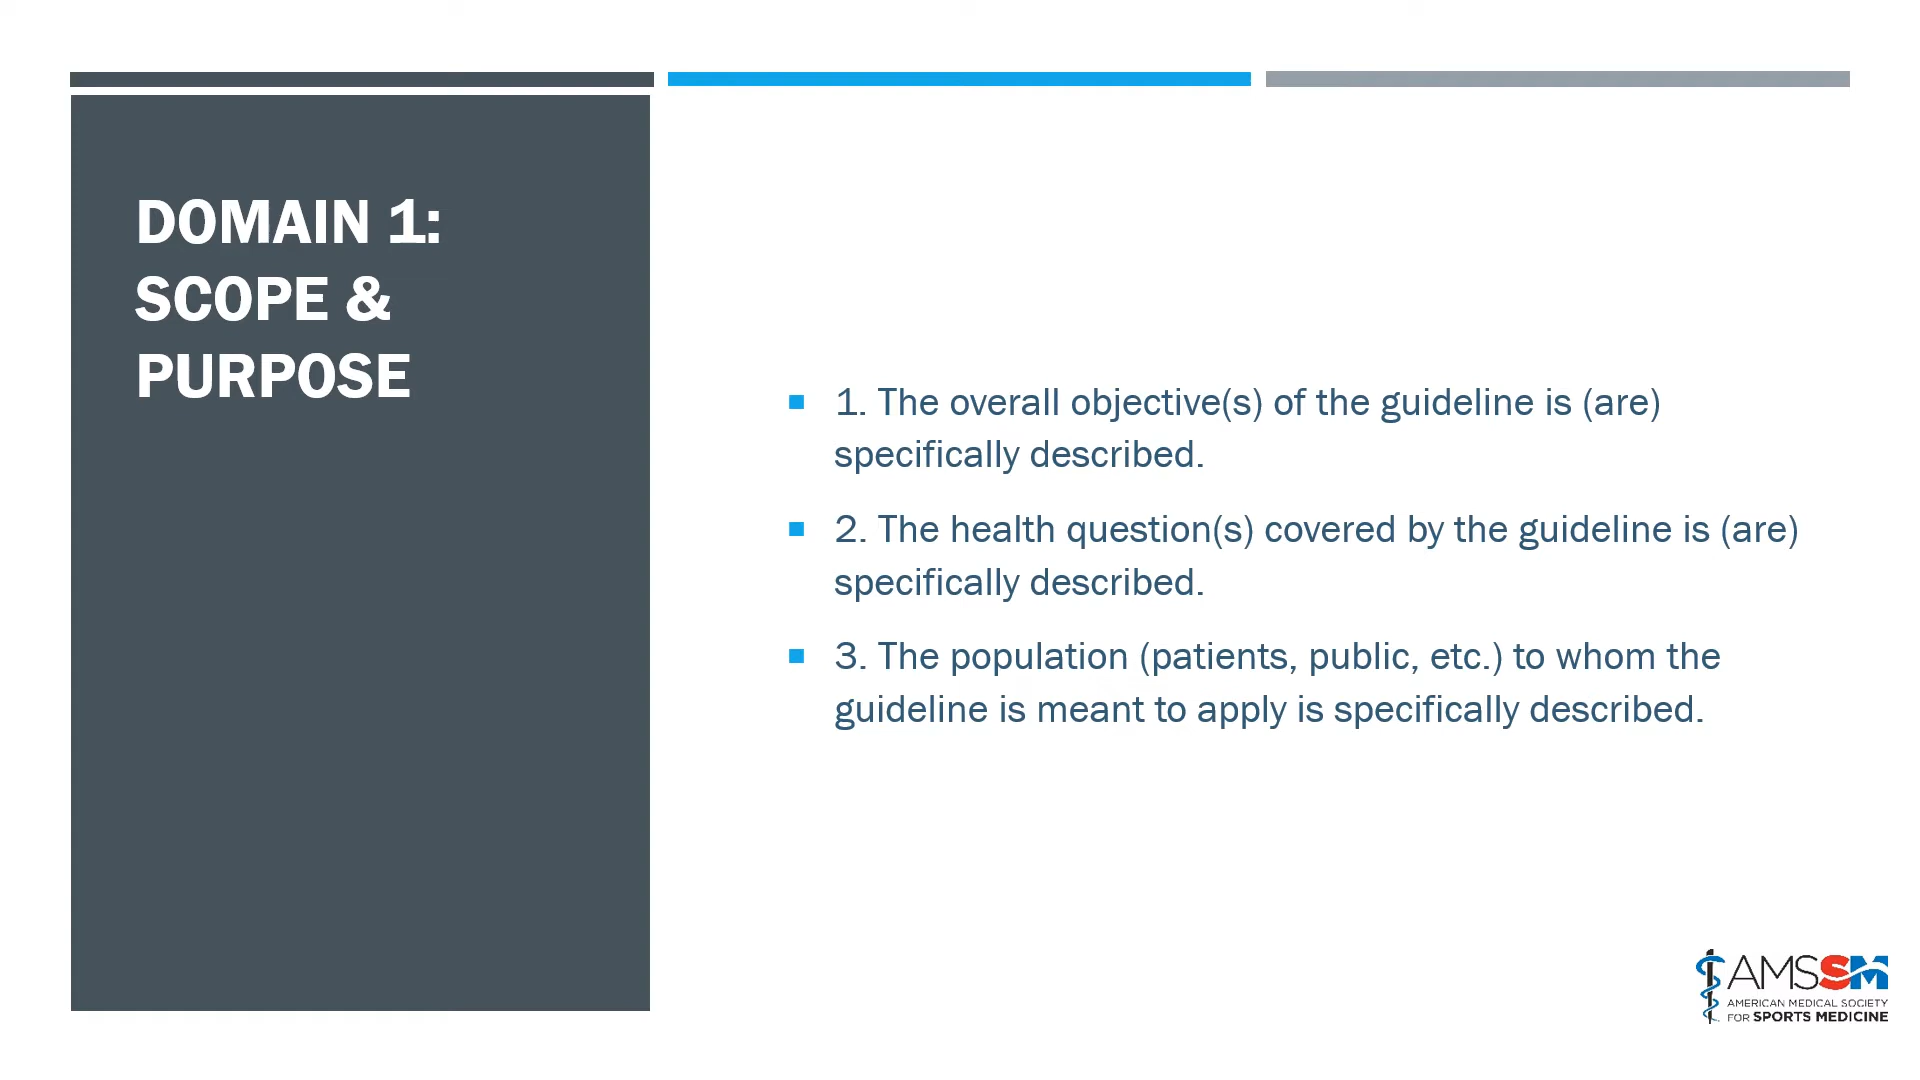 DOMAIN 1:
SCOPE &
PURPOSE
1. The overall objective(s) of the guideline is (are)
specifically described.
2. The health question(s) covered by the guideline is (are)
specifically described.
3. The population (patients, public, etc.) to whom the
guideline is meant to apply is specifically described.
AMSSM
AMERICAN MEDICAL SOCIETY
FOR SPORTS MEDICINE